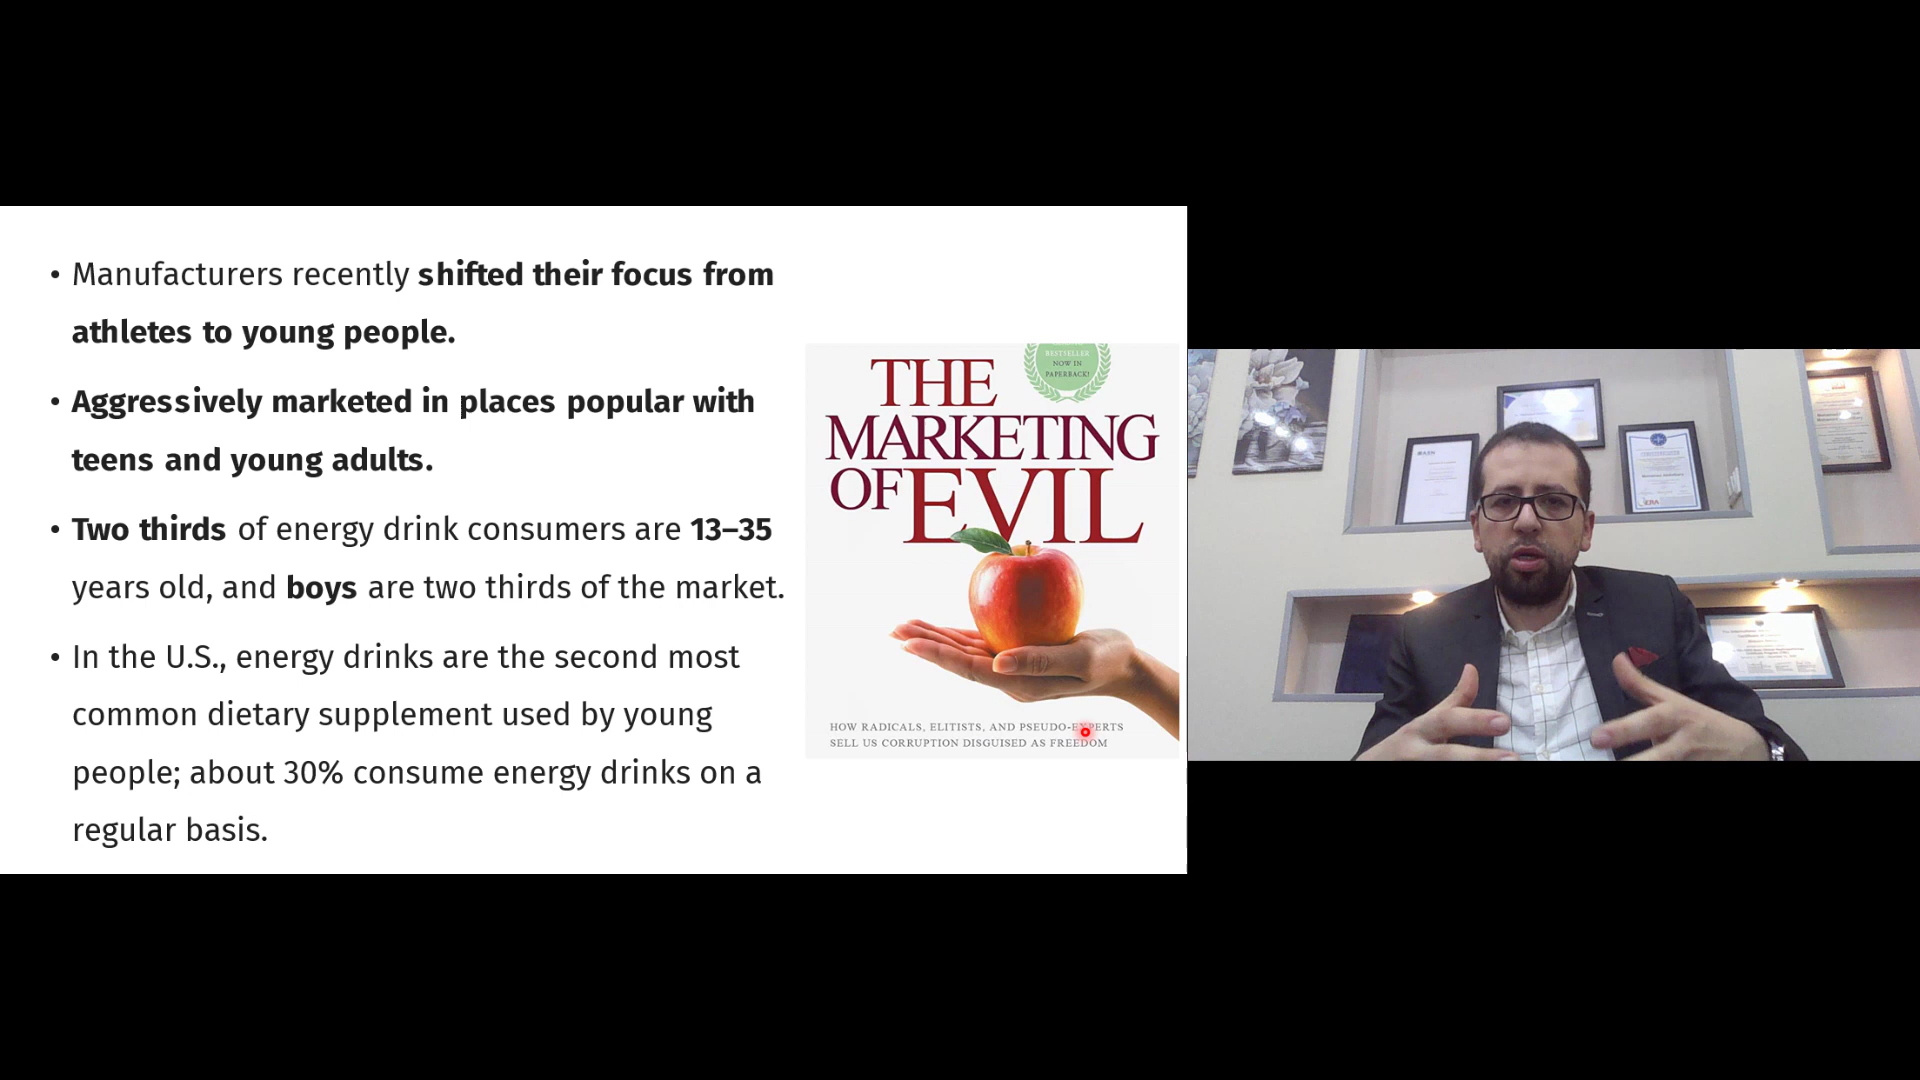 • Manufacturers recently shifted their focus from
athletes to young people.
• Aggressively marketed in places popular with
teens and young adults.
• Two thirds of energy drink consumers are 13–35
years old, and boys are two thirds of the market.
• In the U.S., energy drinks are the second most
common dietary supplement used by young
people; about 30% consume energy drinks on a
regular basis.
BESTSELLER
NOW IN
PAPERBACK!
THE
MARKETING
OF EVIL
HOW RADICALS, ELITISTS, AND PSEUDO-EXPERTS
SELL US CORRUPTION DISGUISED AS FREEDOM
ERA